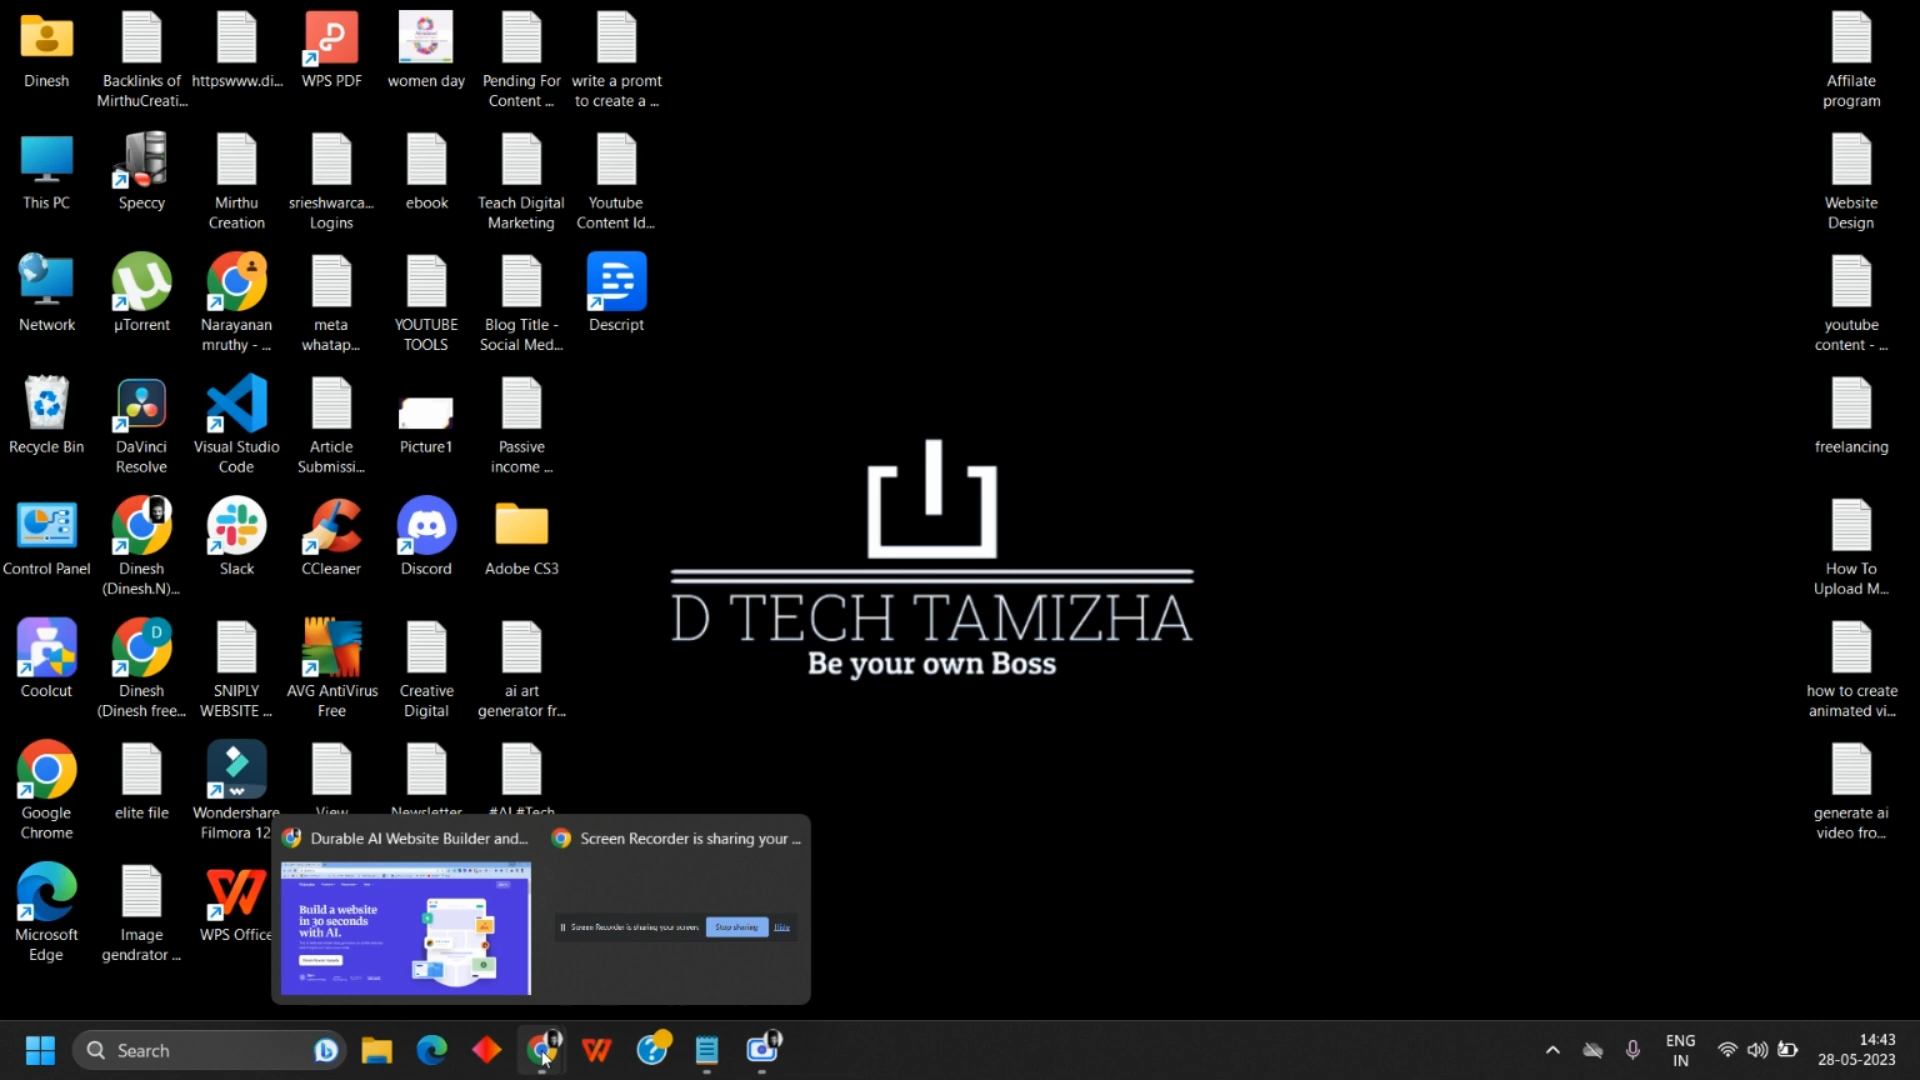 Dinesh
Backlinks of
MirthuCreati...
httpswww.di...
WPS PDF
women day
Pending For
Content ...
write a promt
to create a ...
Affilate
program
This PC
Speccy
Mirthu
Creation
srieshwarca...
Logins
ebook
Teach Digital
Marketing
Youtube
Content Id...
Website
Design
Network
µTorrent
Narayanan
mruthy - ...
meta
whatap...
YOUTUBE
TOOLS
Blog Title -
Social Med...
Descript
youtube
content - ...
Recycle Bin
DaVinci
Resolve
Visual Studio
Code
Article
Submissi...
Picture1
Passive
income ...
freelancing
Control Panel
Dinesh
(Dinesh.N)...
Slack
CCleaner
Discord
Adobe CS3
How To
Upload M...
D TECH TAMIZHA
Be your own Boss
Coolcut
Dinesh
(Dinesh free...
SNIPLY
WEBSITE ...
AVG AntiVirus
Free
Creative
Digital
ai art
generator fr...
how to create
animated vi...
Google
Chrome
elite file
Wondershare
Filmora 12
View
Newsletter
#AI #Tech
generate ai
video fro...
Microsoft
Edge
Image
gendrator ...
WPS Office
Durable AI Website Builder and...
Build a website
in 30 seconds
with AI.
Screen Recorder is sharing your ...
Screen Recorder is sharing your screen.
Stop sharing
Hide
Search
ENG
IN
14:43
28-05-2023